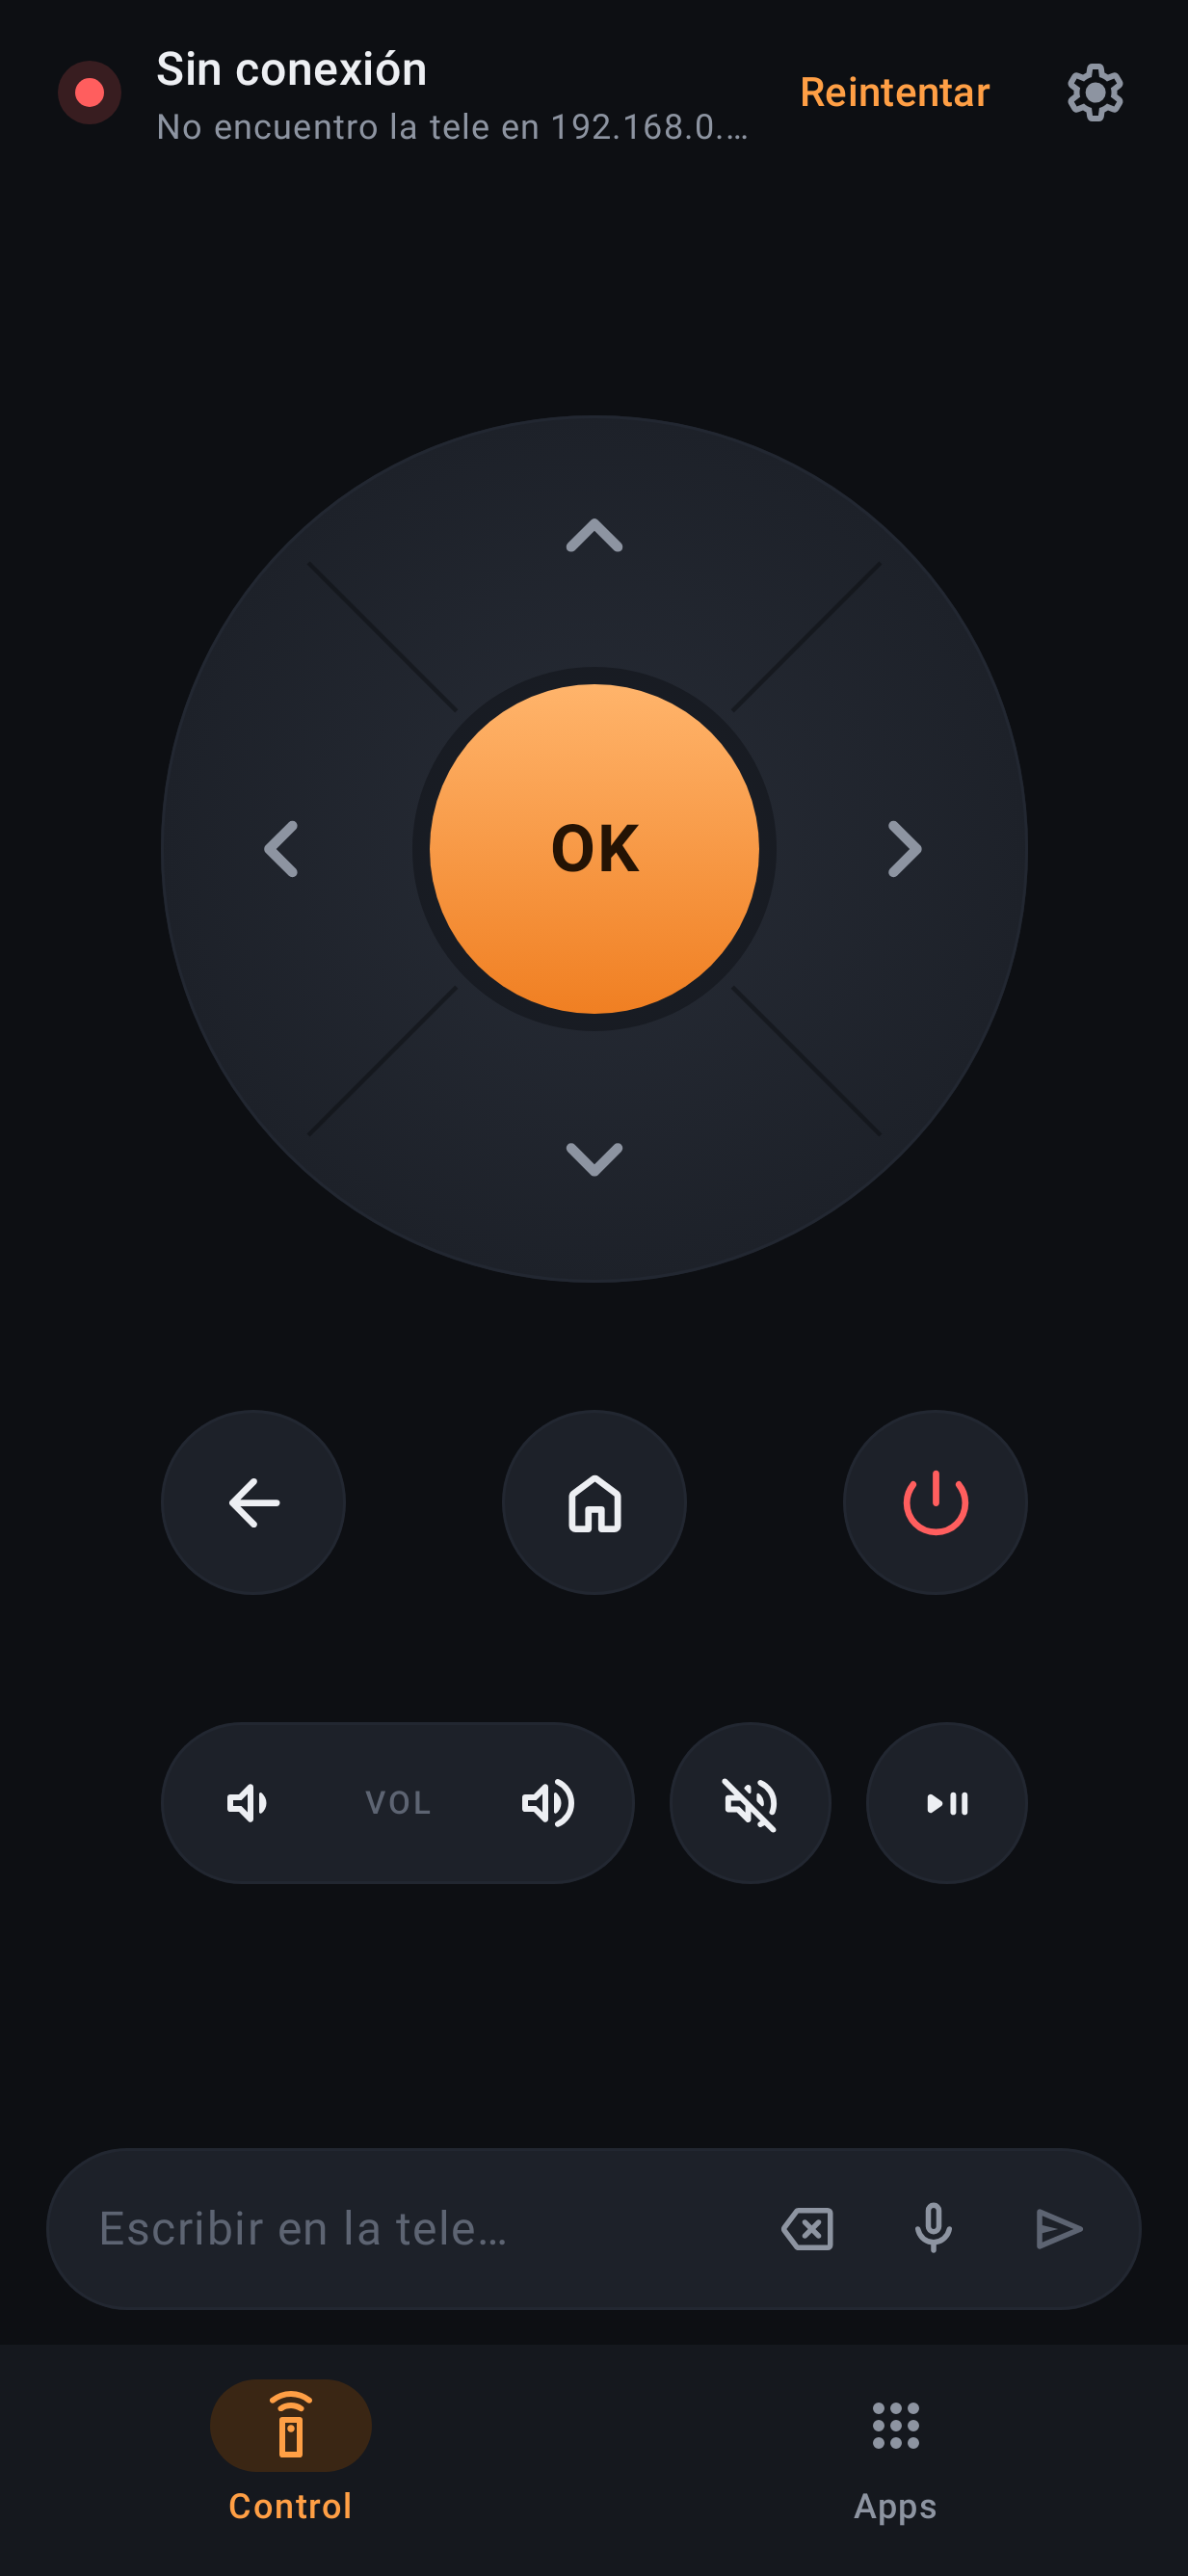 Sin conexión
No encuentro la tele en 192.168.0.…
Reintentar
OK
VOL
Escribir en la tele…
Control
Apps